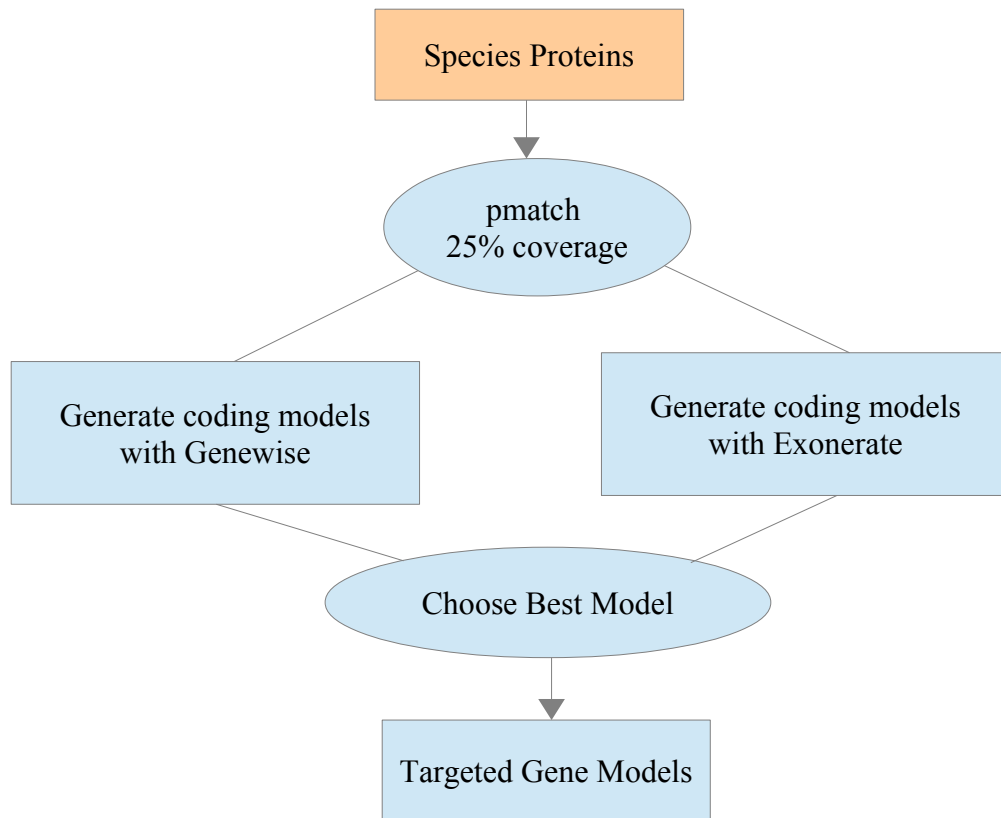 Species Proteins
pmatch
25% coverage
Generate coding models
with Genewise
Generate coding models
with Exonerate
Choose Best Model
Targeted Gene Models